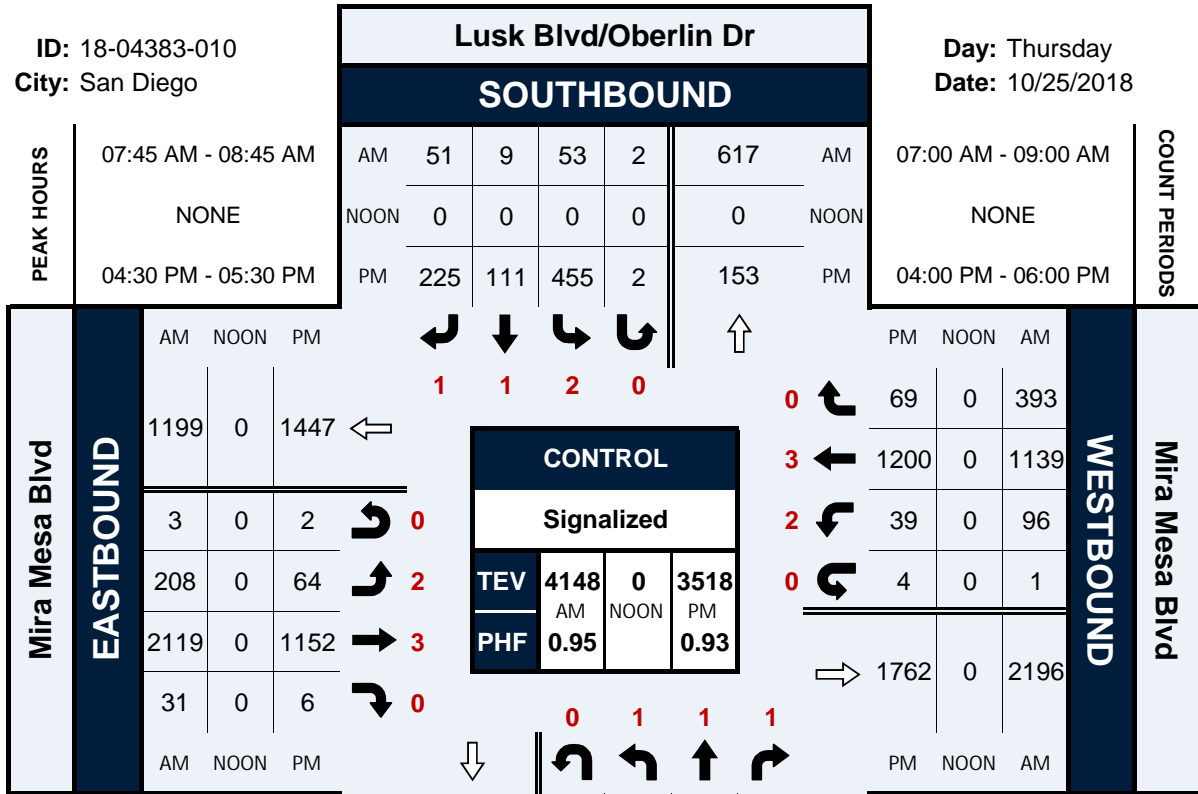 ID: 18-04383-010
City: San Diego
Lusk Blvd/Oberlin Dr
SOUTHBOUND
Day: Thursday
Date: 10/25/2018
PEAK HOURS
07:45 AM - 08:45 AM
NONE
04:30 PM - 05:30 PM
AM 51 9 53 2 617 AM
NOON 0 0 0 0 0 NOON
PM 225 111 455 2 153 PM
07:00 AM - 09:00 AM
NONE
04:00 PM - 06:00 PM
COUNT PERIODS
1 1 2 0
Mira Mesa Blvd
EASTBOUND
AM NOON PM
1199 0 1447
3 0 2 0
208 0 64 2
2119 0 1152 3
31 0 6 0
AM NOON PM
CONTROL
Signalized
TEV 4148 0 3518
AM NOON PM
PHF 0.95 0.93
PM NOON AM
0 69 0 393
3 1200 0 1139
2 39 0 96
0 4 0 1
1762 0 2196
PM NOON AM
WESTBOUND
Mira Mesa Blvd
0 1 1 1